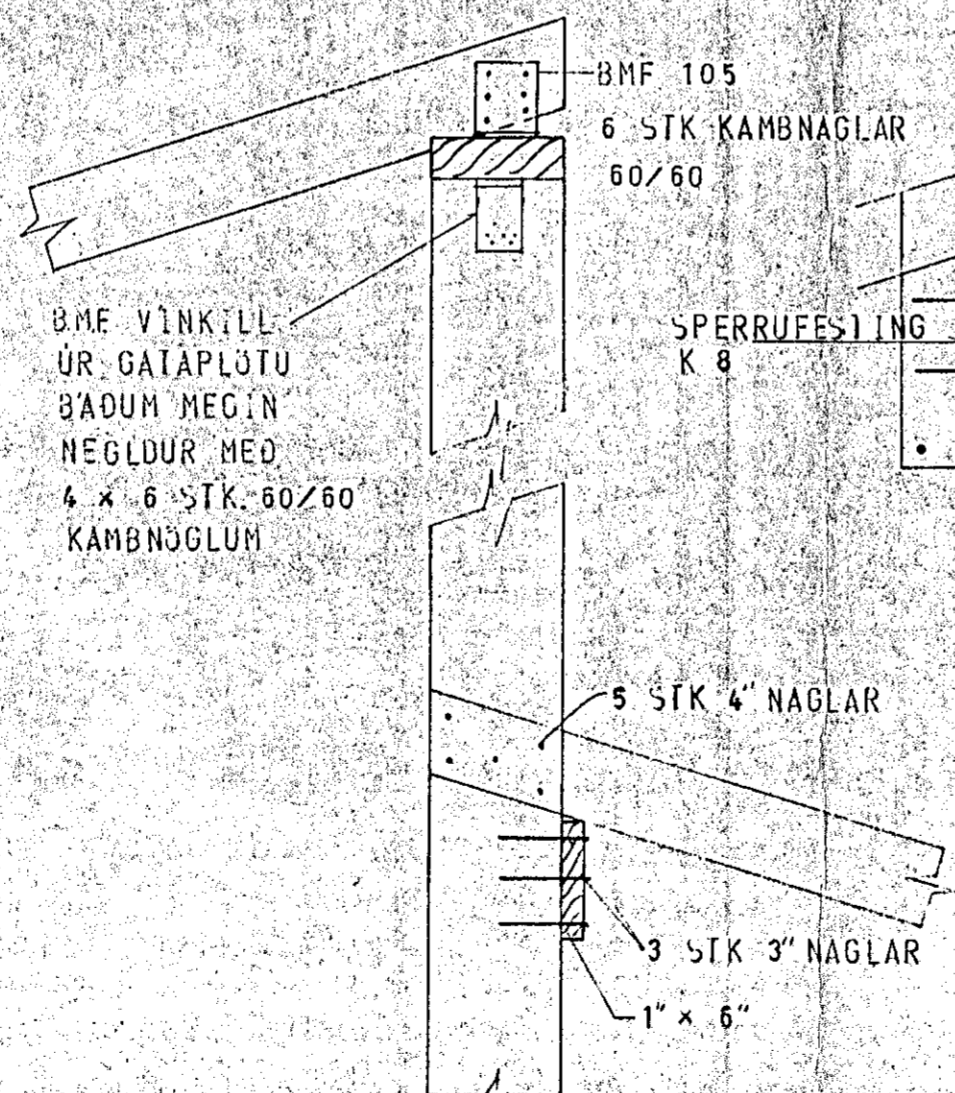 BMF 105
6 STK KAMBNAGLAR
60/60
BMF VINKILL
ÚR GATAPLÖTU
BÁÐUM MEGIN
NEGLDUR MEÐ
4 × 6 STK. 60/60
KAMBNÖGLUM
SPERRUFESTING
K 8
5 STK 4" NAGLAR
3 STK 3" NAGLAR
1" × 6"